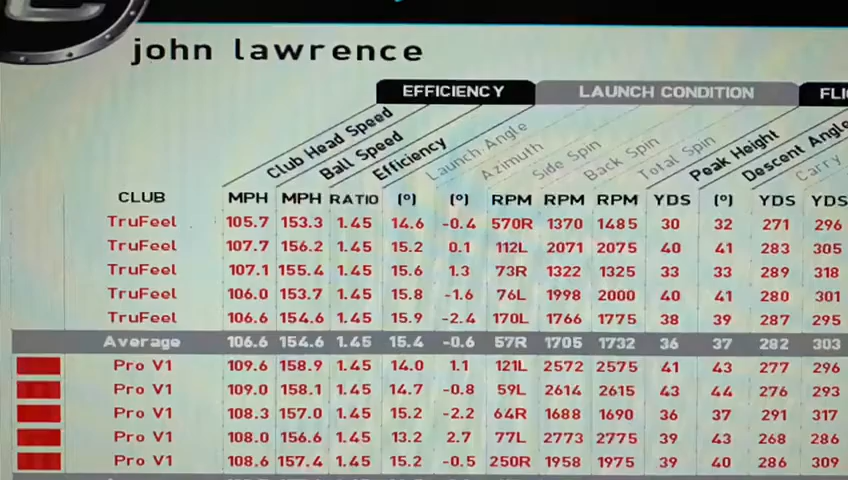 john lawrence
EFFICIENCY LAUNCH CONDITION FLI
Club Head Speed Ball Speed Efficiency Launch Angle Azimuth Side Spin Back Spin Total Spin Peak Height Descent Angle Carry
CLUB MPH MPH RATIO (º) (º) RPM RPM RPM YDS (º) YDS YDS
TruFeel 105.7 153.3 1.45 14.6 -0.4 570R 1370 1485 30 32 271 296
TruFeel 107.7 156.2 1.45 15.2 0.1 112L 2071 2075 40 41 283 305
TruFeel 107.1 155.4 1.45 15.6 1.3 73R 1322 1325 33 33 289 318
TruFeel 106.0 153.7 1.45 15.8 -1.6 76L 1998 2000 40 41 280 301
TruFeel 106.6 154.6 1.45 15.9 -2.4 170L 1766 1775 38 39 287 295
Average 106.6 154.6 1.45 15.4 -0.6 57R 1705 1732 36 37 282 303
Pro V1 109.6 158.9 1.45 14.0 1.1 121L 2572 2575 41 43 277 296
Pro V1 109.0 158.1 1.45 14.7 -0.8 59L 2614 2615 43 44 276 293
Pro V1 108.3 157.0 1.45 15.2 -2.2 64R 1688 1690 36 37 291 317
Pro V1 108.0 156.6 1.45 13.2 2.7 77L 2773 2775 39 43 268 286
Pro V1 108.6 157.4 1.45 15.2 -0.5 250R 1958 1975 39 40 286 309